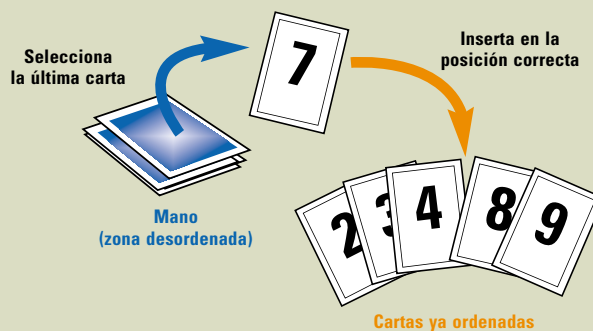 Selecciona
la última carta
7
Inserta en la
posición correcta
Mano
(zona desordenada)
2 3 4 8 9
Cartas ya ordenadas